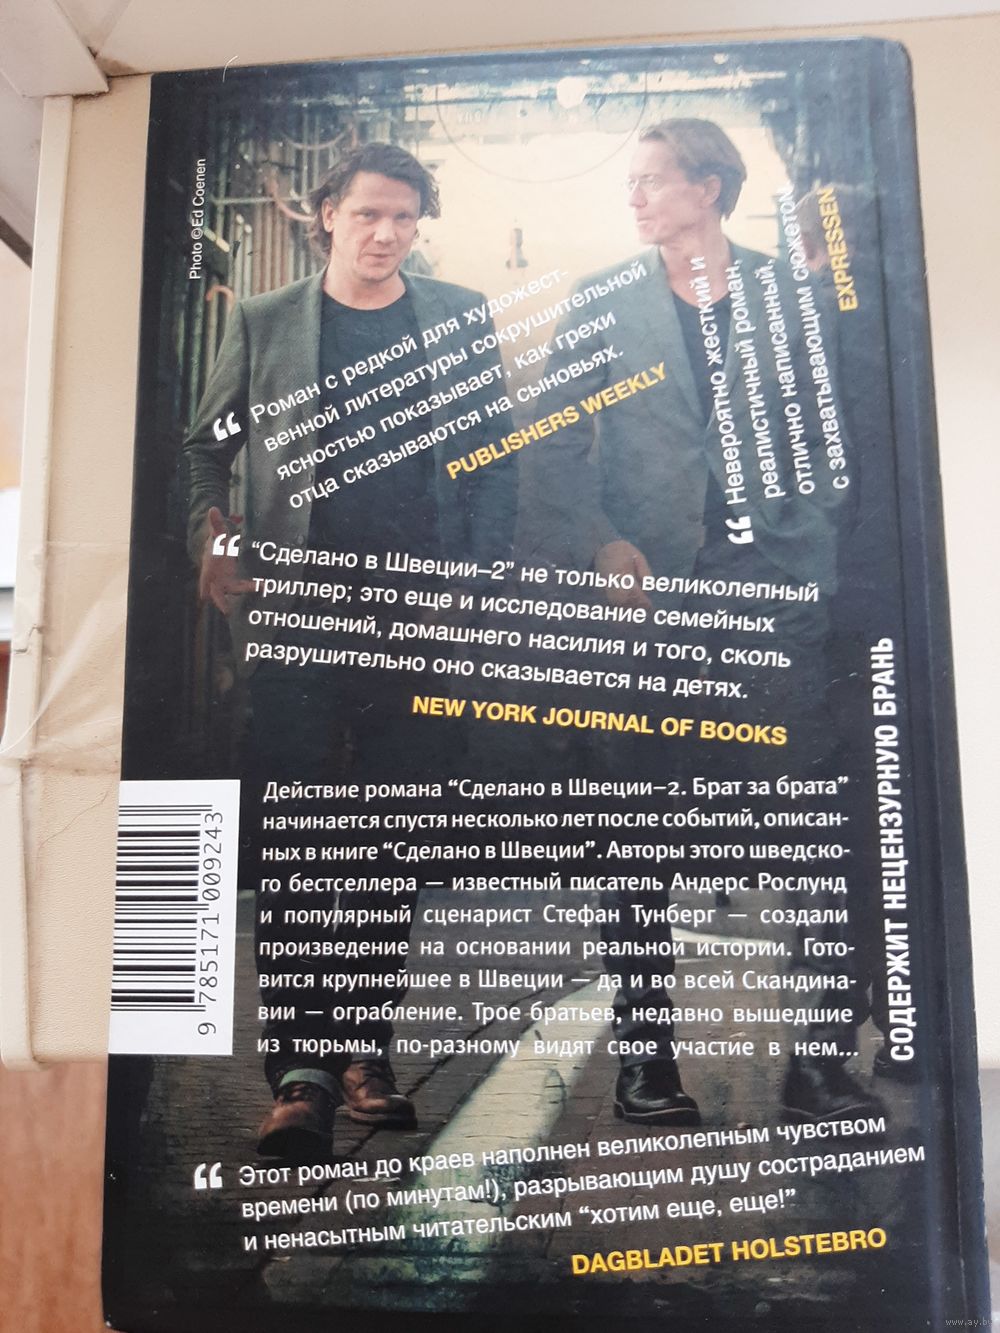 Photo ©Ed Coenen
“ Роман с редкой для художест-
венной литературы сокрушительной
ясностью показывает, как грехи
отца сказываются на сыновьях.
PUBLISHERS WEEKLY
“ Невероятно жесткий и
реалистичный роман,
отлично написанный,
с захватывающим сюжетом.
EXPRESSEN
“ “Сделано в Швеции–2” не только великолепный
триллер; это еще и исследование семейных
отношений, домашнего насилия и того, сколь
разрушительно оно сказывается на детях.
NEW YORK JOURNAL OF BOOKS
Действие романа “Сделано в Швеции–2. Брат за брата”
начинается спустя несколько лет после событий, описан-
ных в книге “Сделано в Швеции”. Авторы этого шведско-
го бестселлера — известный писатель Андерс Рослунд
и популярный сценарист Стефан Тунберг — создали
произведение на основании реальной истории. Гото-
вится крупнейшее в Швеции — да и во всей Скандина-
вии — ограбление. Трое братьев, недавно вышедшие
из тюрьмы, по-разному видят свое участие в нем...
9 785171 009243
СОДЕРЖИТ НЕЦЕНЗУРНУЮ БРАНЬ
“ Этот роман до краев наполнен великолепным чувством
времени (по минутам!), разрывающим душу состраданием
и ненасытным читательским “хотим еще, еще!”
DAGBLADET HOLSTEBRO
www.ay.by